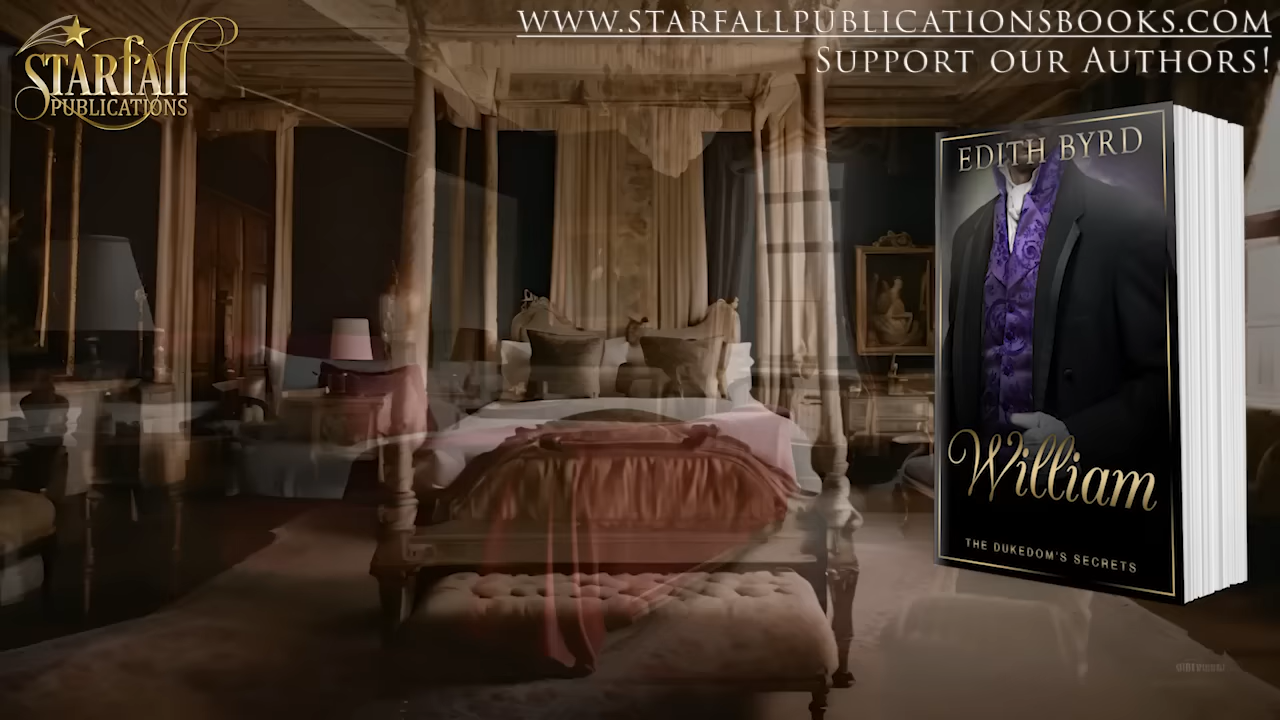 STARfall
PUBLICATIONS
WWW.STARFALLPUBLICATIONSBOOKS.COM
SUPPORT OUR AUTHORS!
EDITH BYRD
William
THE DUKEDOM'S SECRETS